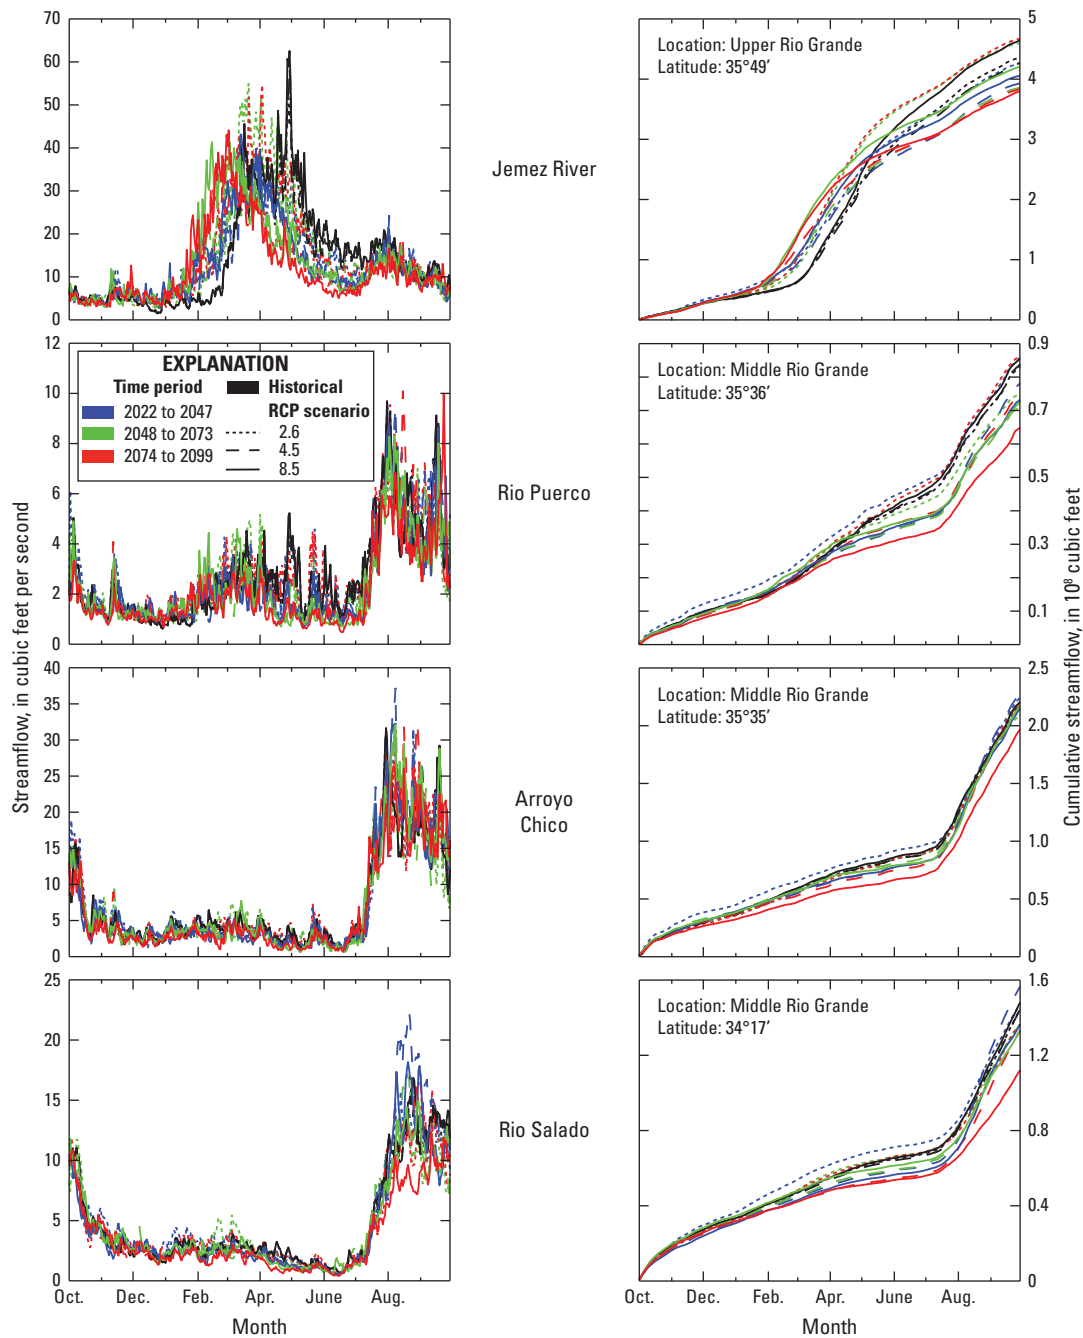 70
60
50
40
30
20
10
0
Jemez River
Location: Upper Rio Grande
Latitude: 35°49′
5
4
3
2
1
0
12
10
8
6
4
2
0
EXPLANATION
Time period
Historical
2022 to 2047
2048 to 2073
2074 to 2099
RCP scenario
2.6
4.5
8.5
Rio Puerco
Location: Middle Rio Grande
Latitude: 35°36′
0.9
0.7
0.5
0.3
0.1
Streamflow, in cubic feet per second
Cumulative streamflow, in 10⁸ cubic feet
40
35
30
25
20
15
10
5
0
Arroyo
Chico
Location: Middle Rio Grande
Latitude: 35°35′
2.5
2.0
1.5
1.0
0.5
0
25
20
15
10
5
0
Rio Salado
Location: Middle Rio Grande
Latitude: 34°17′
1.6
1.2
0.8
0.4
0
Oct. Dec. Feb. Apr. June Aug.
Month
Oct. Dec. Feb. Apr. June Aug.
Month